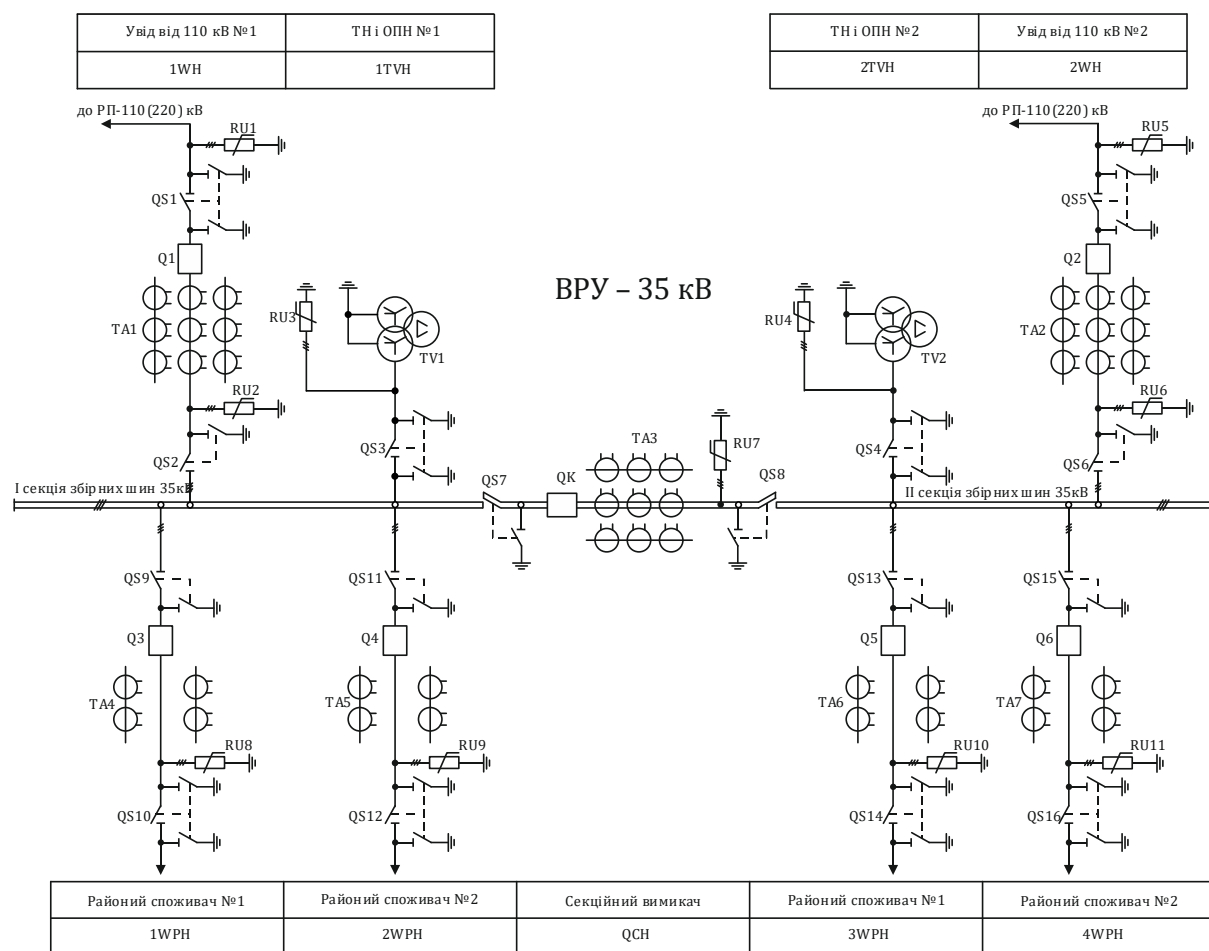 Увід від 110 кВ №1
ТН і ОПН №1
1WH
1TVH
ТН і ОПН №2
Увід від 110 кВ №2
2TVH
2WH
до РП-110(220) кВ
до РП-110(220) кВ
RU1
RU5
QS1
QS5
Q1
Q2
ВРУ – 35 кВ
RU3
RU4
TA1
TA2
TV1
TV2
RU2
RU6
QS2
QS3
TA3
RU7
QS4
QS6
QS7
QK
QS8
І секція збірних шин 35кВ
ІІ секція збірних шин 35кВ
QS9
QS11
QS13
QS15
Q3
Q4
Q5
Q6
TA4
TA5
TA6
TA7
RU8
RU9
RU10
RU11
QS10
QS12
QS14
QS16
Районий споживач №1
Районий споживач №2
Секційний вимикач
Районий споживач №1
Районий споживач №2
1WPH
2WPH
QCH
3WPH
4WPH